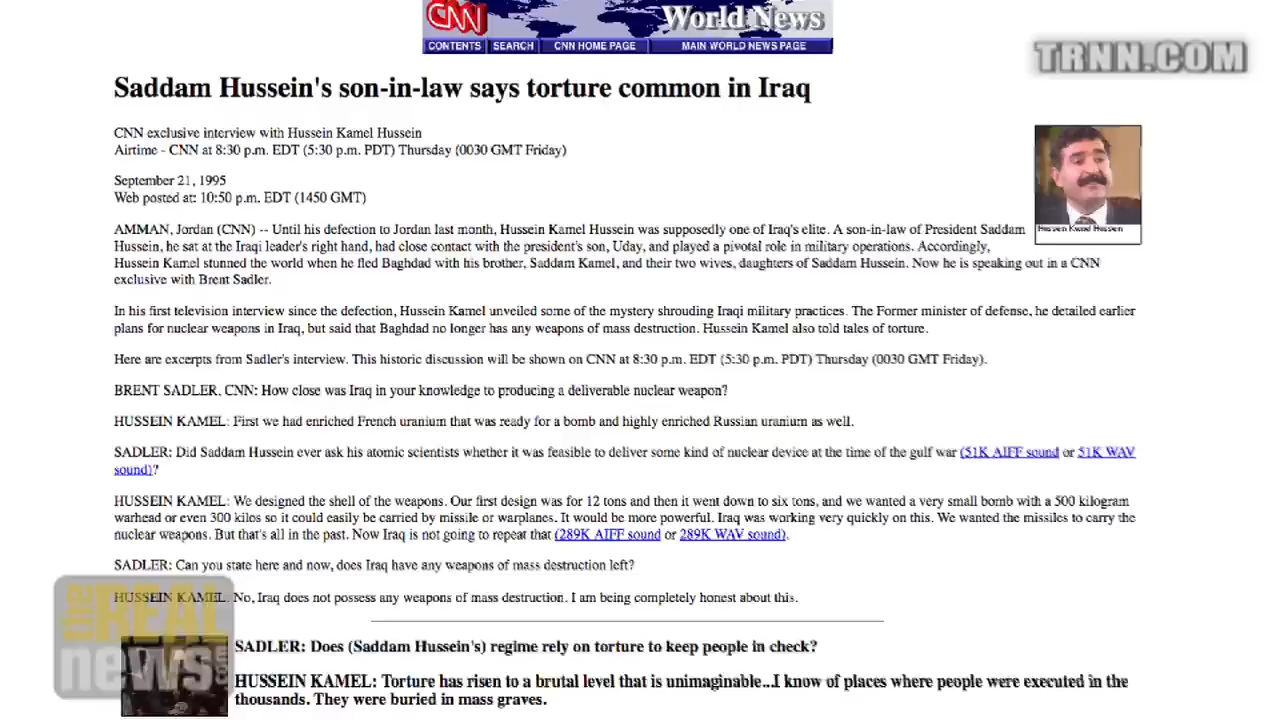 CNN
World News
CONTENTS SEARCH CNN HOME PAGE MAIN WORLD NEWS PAGE
TRNN.COM
Saddam Hussein's son-in-law says torture common in Iraq
CNN exclusive interview with Hussein Kamel Hussein
Airtime - CNN at 8:30 p.m. EDT (5:30 p.m. PDT) Thursday (0030 GMT Friday)
September 21, 1995
Web posted at: 10:50 p.m. EDT (1450 GMT)
Hussein Kamel Hussein
AMMAN, Jordan (CNN) -- Until his defection to Jordan last month, Hussein Kamel Hussein was supposedly one of Iraq's elite. A son-in-law of President Saddam
Hussein, he sat at the Iraqi leader's right hand, had close contact with the president's son, Uday, and played a pivotal role in military operations. Accordingly,
Hussein Kamel stunned the world when he fled Baghdad with his brother, Saddam Kamel, and their two wives, daughters of Saddam Hussein. Now he is speaking out in a CNN
exclusive with Brent Sadler.
In his first television interview since the defection, Hussein Kamel unveiled some of the mystery shrouding Iraqi military practices. The Former minister of defense, he detailed earlier
plans for nuclear weapons in Iraq, but said that Baghdad no longer has any weapons of mass destruction. Hussein Kamel also told tales of torture.
Here are excerpts from Sadler's interview. This historic discussion will be shown on CNN at 8:30 p.m. EDT (5:30 p.m. PDT) Thursday (0030 GMT Friday).
BRENT SADLER, CNN: How close was Iraq in your knowledge to producing a deliverable nuclear weapon?
HUSSEIN KAMEL: First we had enriched French uranium that was ready for a bomb and highly enriched Russian uranium as well.
SADLER: Did Saddam Hussein ever ask his atomic scientists whether it was feasible to deliver some kind of nuclear device at the time of the gulf war (51K AIFF sound or 51K WAV
sound)?
HUSSEIN KAMEL: We designed the shell of the weapons. Our first design was for 12 tons and then it went down to six tons, and we wanted a very small bomb with a 500 kilogram
warhead or even 300 kilos so it could easily be carried by missile or warplanes. It would be more powerful. Iraq was working very quickly on this. We wanted the missiles to carry the
nuclear weapons. But that's all in the past. Now Iraq is not going to repeat that (289K AIFF sound or 289K WAV sound).
SADLER: Can you state here and now, does Iraq have any weapons of mass destruction left?
HUSSEIN KAMEL: No, Iraq does not possess any weapons of mass destruction. I am being completely honest about this.
SADLER: Does (Saddam Hussein's) regime rely on torture to keep people in check?
HUSSEIN KAMEL: Torture has risen to a brutal level that is unimaginable...I know of places where people were executed in the
thousands. They were buried in mass graves.
the REAL
news.com